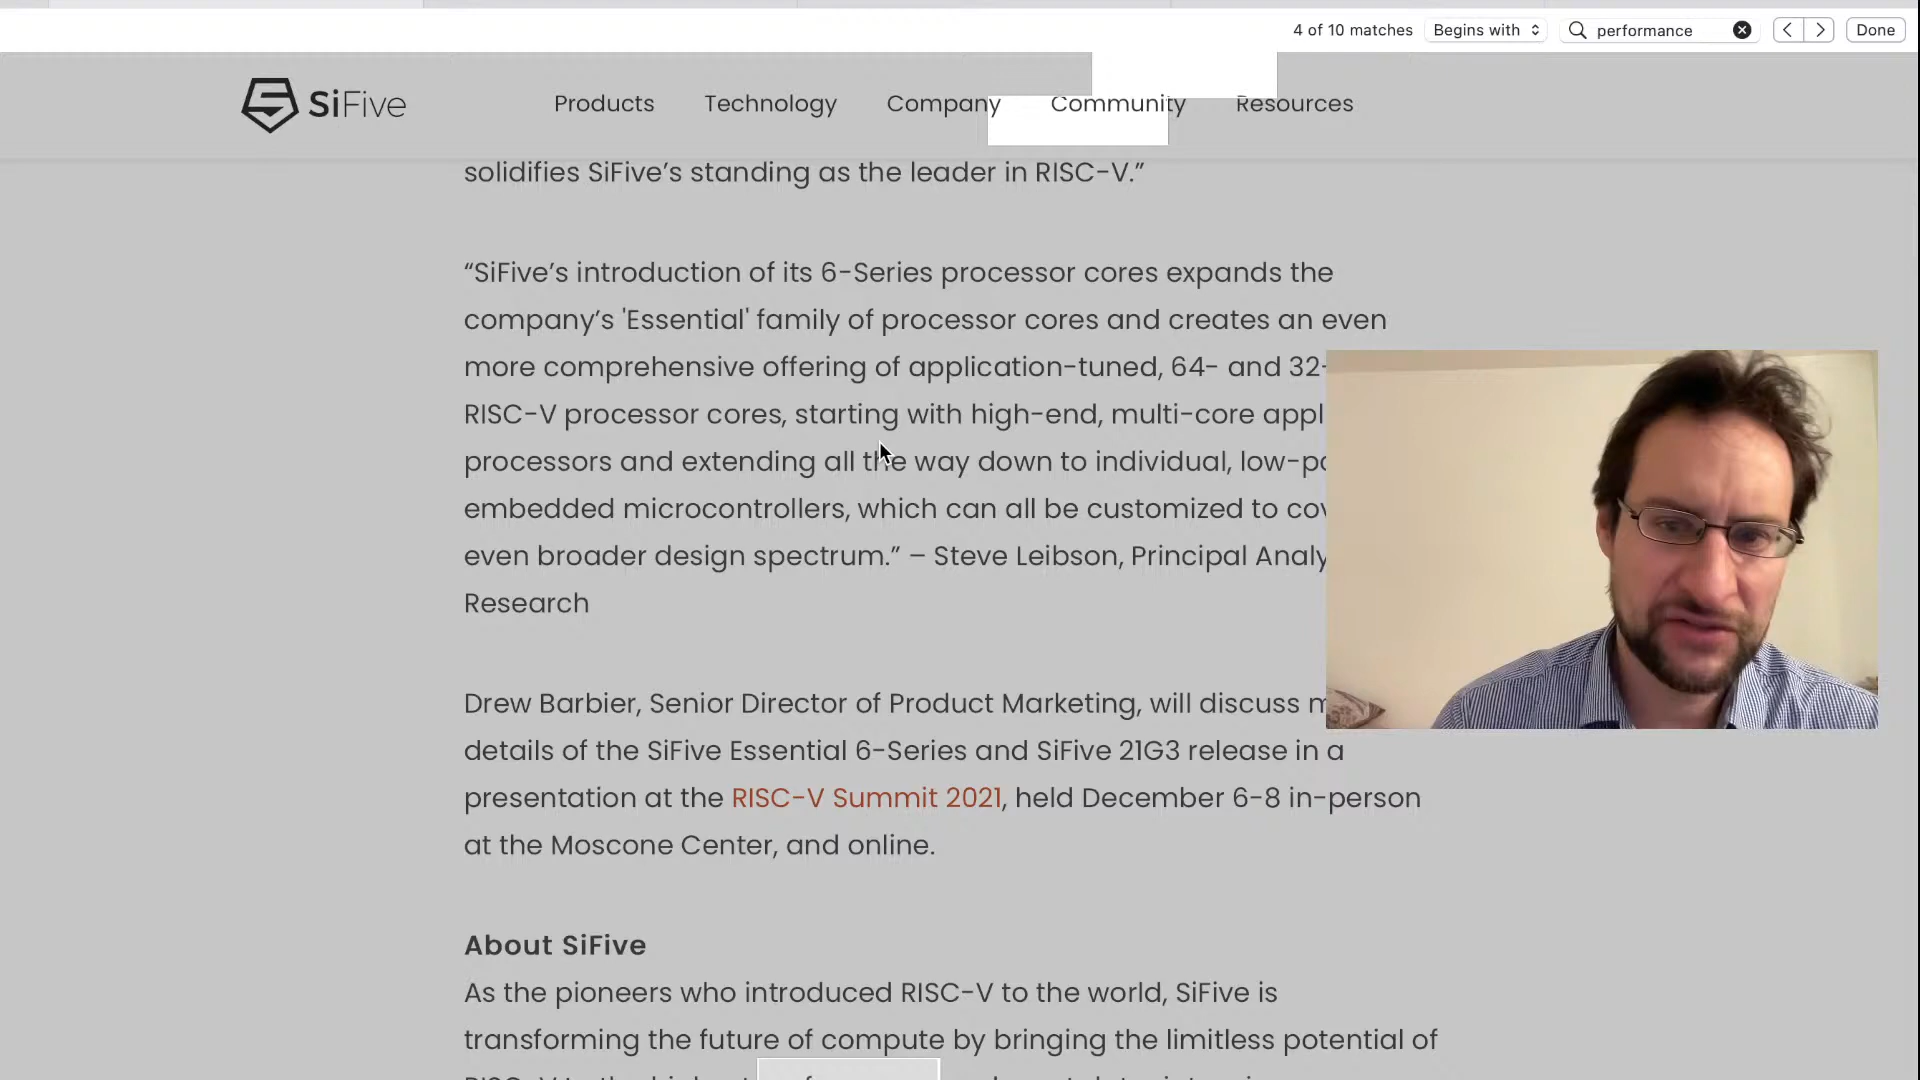 4 of 10 matches Begins with performance Done
SiFive Products Technology Company Community Resources
solidifies SiFive’s standing as the leader in RISC-V.”
“SiFive’s introduction of its 6-Series processor cores expands the
company’s 'Essential' family of processor cores and creates an even
more comprehensive offering of application-tuned, 64- and 32-
RISC-V processor cores, starting with high-end, multi-core appl
processors and extending all the way down to individual, low-po
embedded microcontrollers, which can all be customized to cov
even broader design spectrum.” – Steve Leibson, Principal Analy
Research
Drew Barbier, Senior Director of Product Marketing, will discuss m
details of the SiFive Essential 6-Series and SiFive 21G3 release in a
presentation at the RISC-V Summit 2021, held December 6-8 in-person
at the Moscone Center, and online.
About SiFive
As the pioneers who introduced RISC-V to the world, SiFive is
transforming the future of compute by bringing the limitless potential of